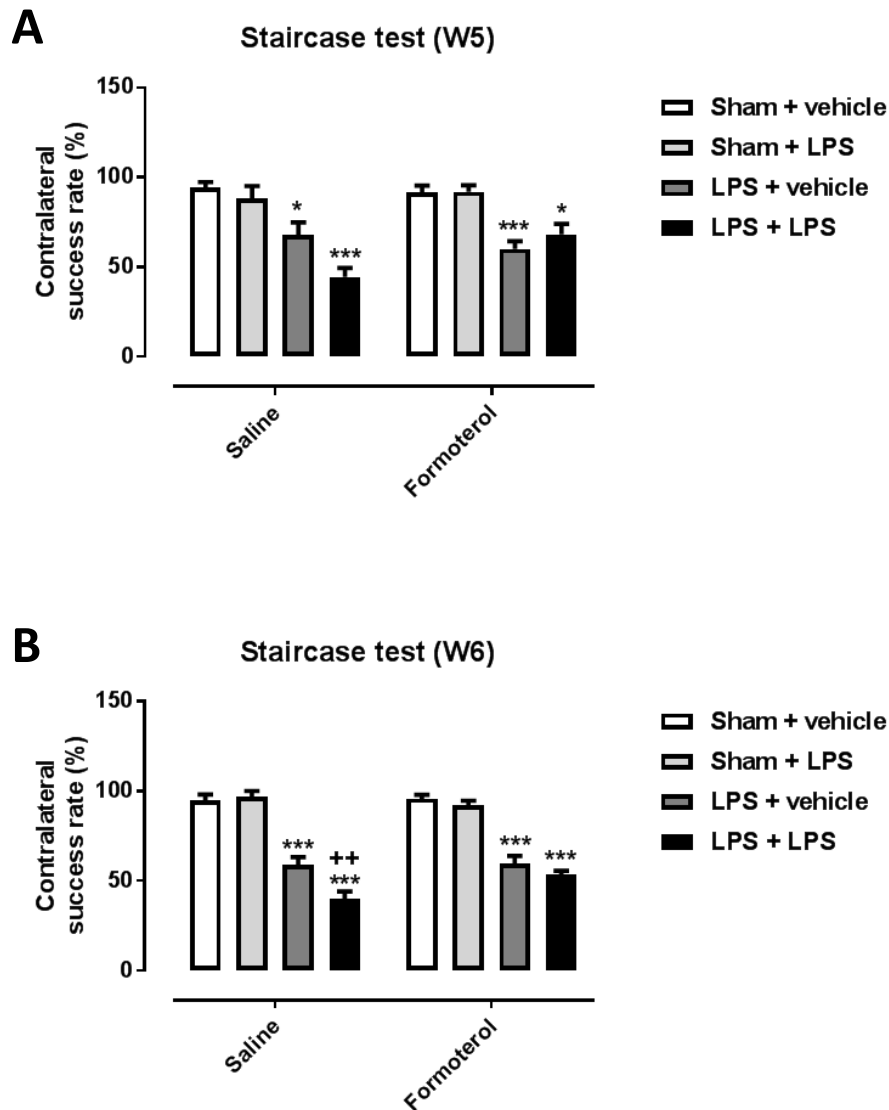 A
Staircase test (W5)
Contralateral
success rate (%)
150
100
50
0
*
***
***
*
Saline
Formoterol
Sham + vehicle
Sham + LPS
LPS + vehicle
LPS + LPS
B
Staircase test (W6)
Contralateral
success rate (%)
150
100
50
0
***
++
***
***
***
Saline
Formoterol
Sham + vehicle
Sham + LPS
LPS + vehicle
LPS + LPS